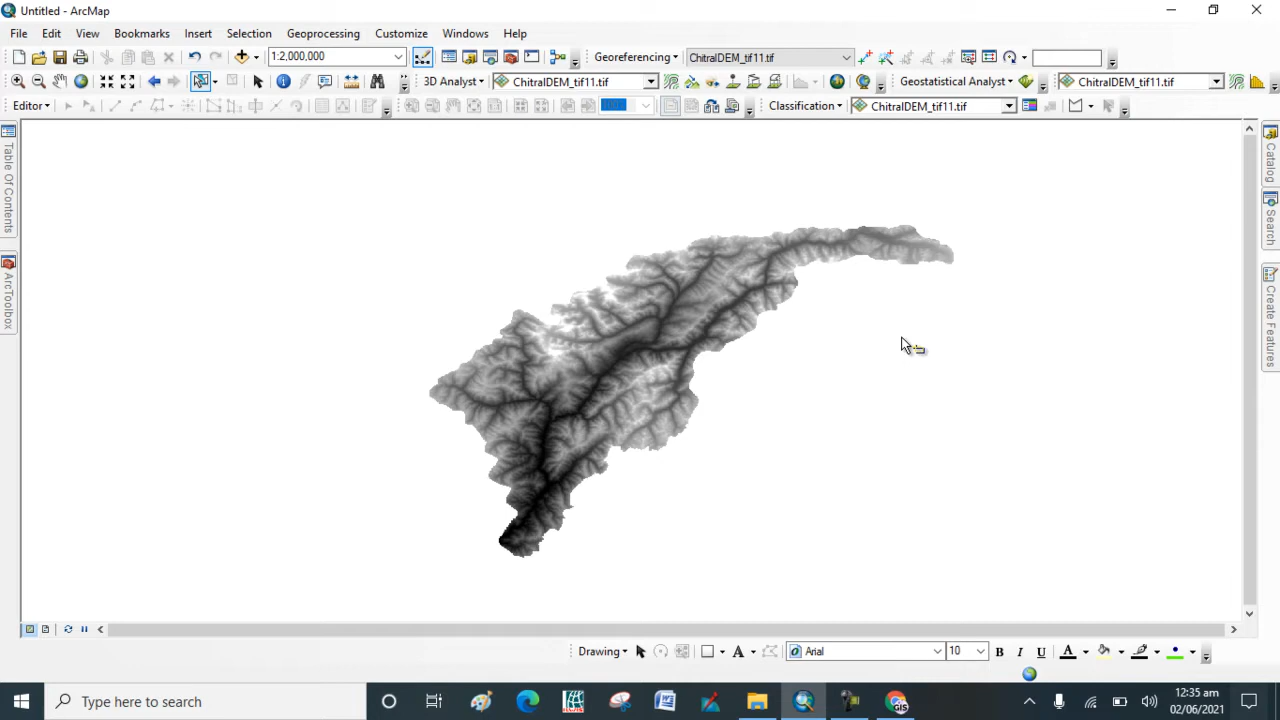 Untitled - ArcMap
File Edit View Bookmarks Insert Selection Geoprocessing Customize Windows Help
1:2,000,000 Georeferencing ChitralDEM_tif11.tif
3D Analyst ChitralDEM_tif11.tif Geostatistical Analyst ChitralDEM_tif11.tif
Editor Classification ChitralDEM_tif11.tif
Table Of Contents
ArcToolbox
Catalog
Search
Create Features
Drawing A Arial 10 B I U A
Type here to search
12:35 am
02/06/2021